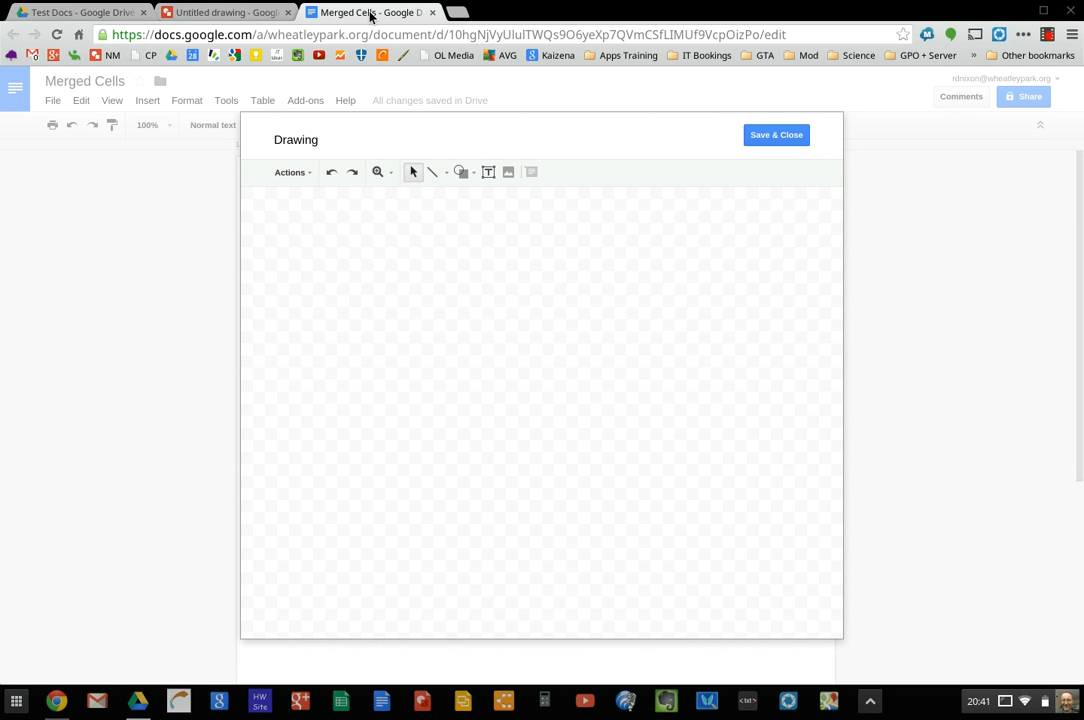 Test Docs - Google Drive
Untitled drawing - Googl
Merged Cells - Google D
https://docs.google.com/a/wheatleypark.org/document/d/10hgNjVyUlulTWQs9O6yeXp7QVmCSfLIMUf9VcpOizPo/edit
NM CP 28 OL Media AVG Kaizena Apps Training IT Bookings GTA Mod Science GPO + Server » Other bookmarks
Merged Cells
rdnixon@wheatleypark.org
File Edit View Insert Format Tools Table Add-ons Help All changes saved in Drive
Comments Share
100% Normal text
Drawing
Save & Close
Actions
HW
Site
<txt>
20:41